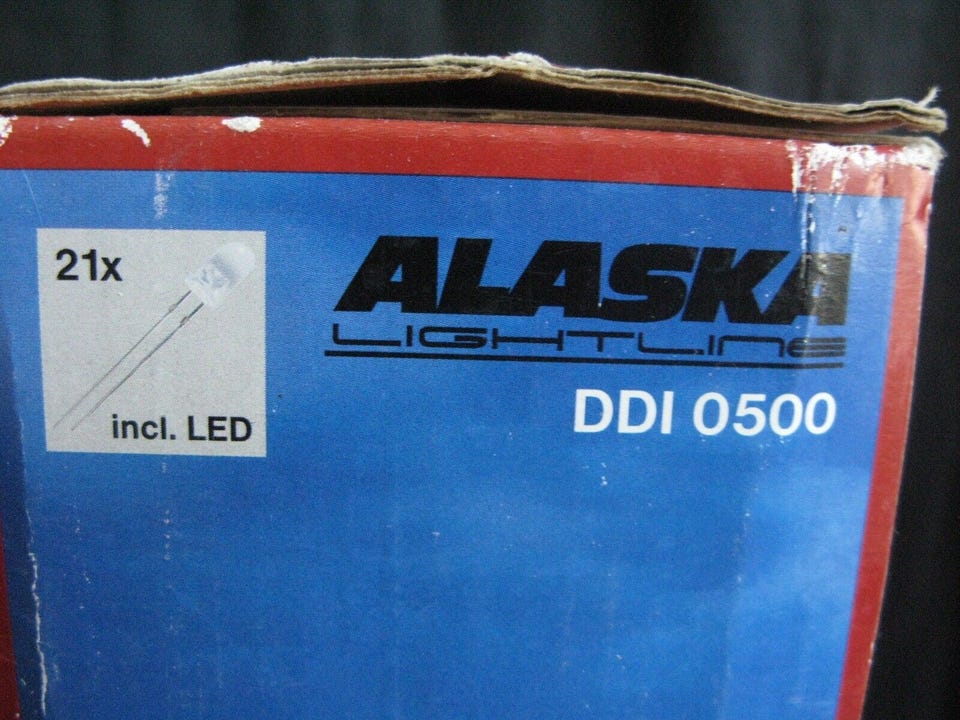 21x
incl. LED
ALASKA
LIGHTLINE
DDI 0500